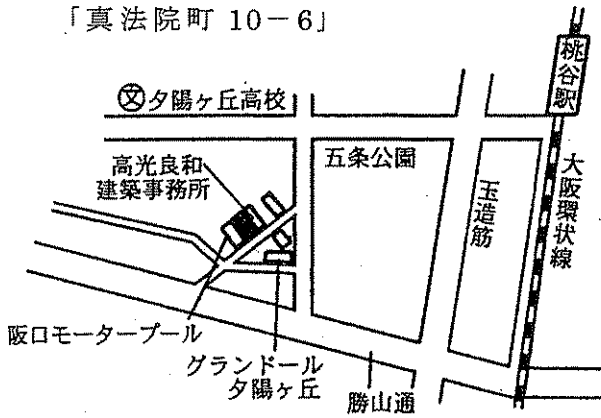 「真法院町 10-6」
桃谷駅
㊛夕陽ヶ丘高校
高光良和
建築事務所
五条公園
玉造筋
大阪環状線
阪口モータープール
グランドール
夕陽ヶ丘
勝山通